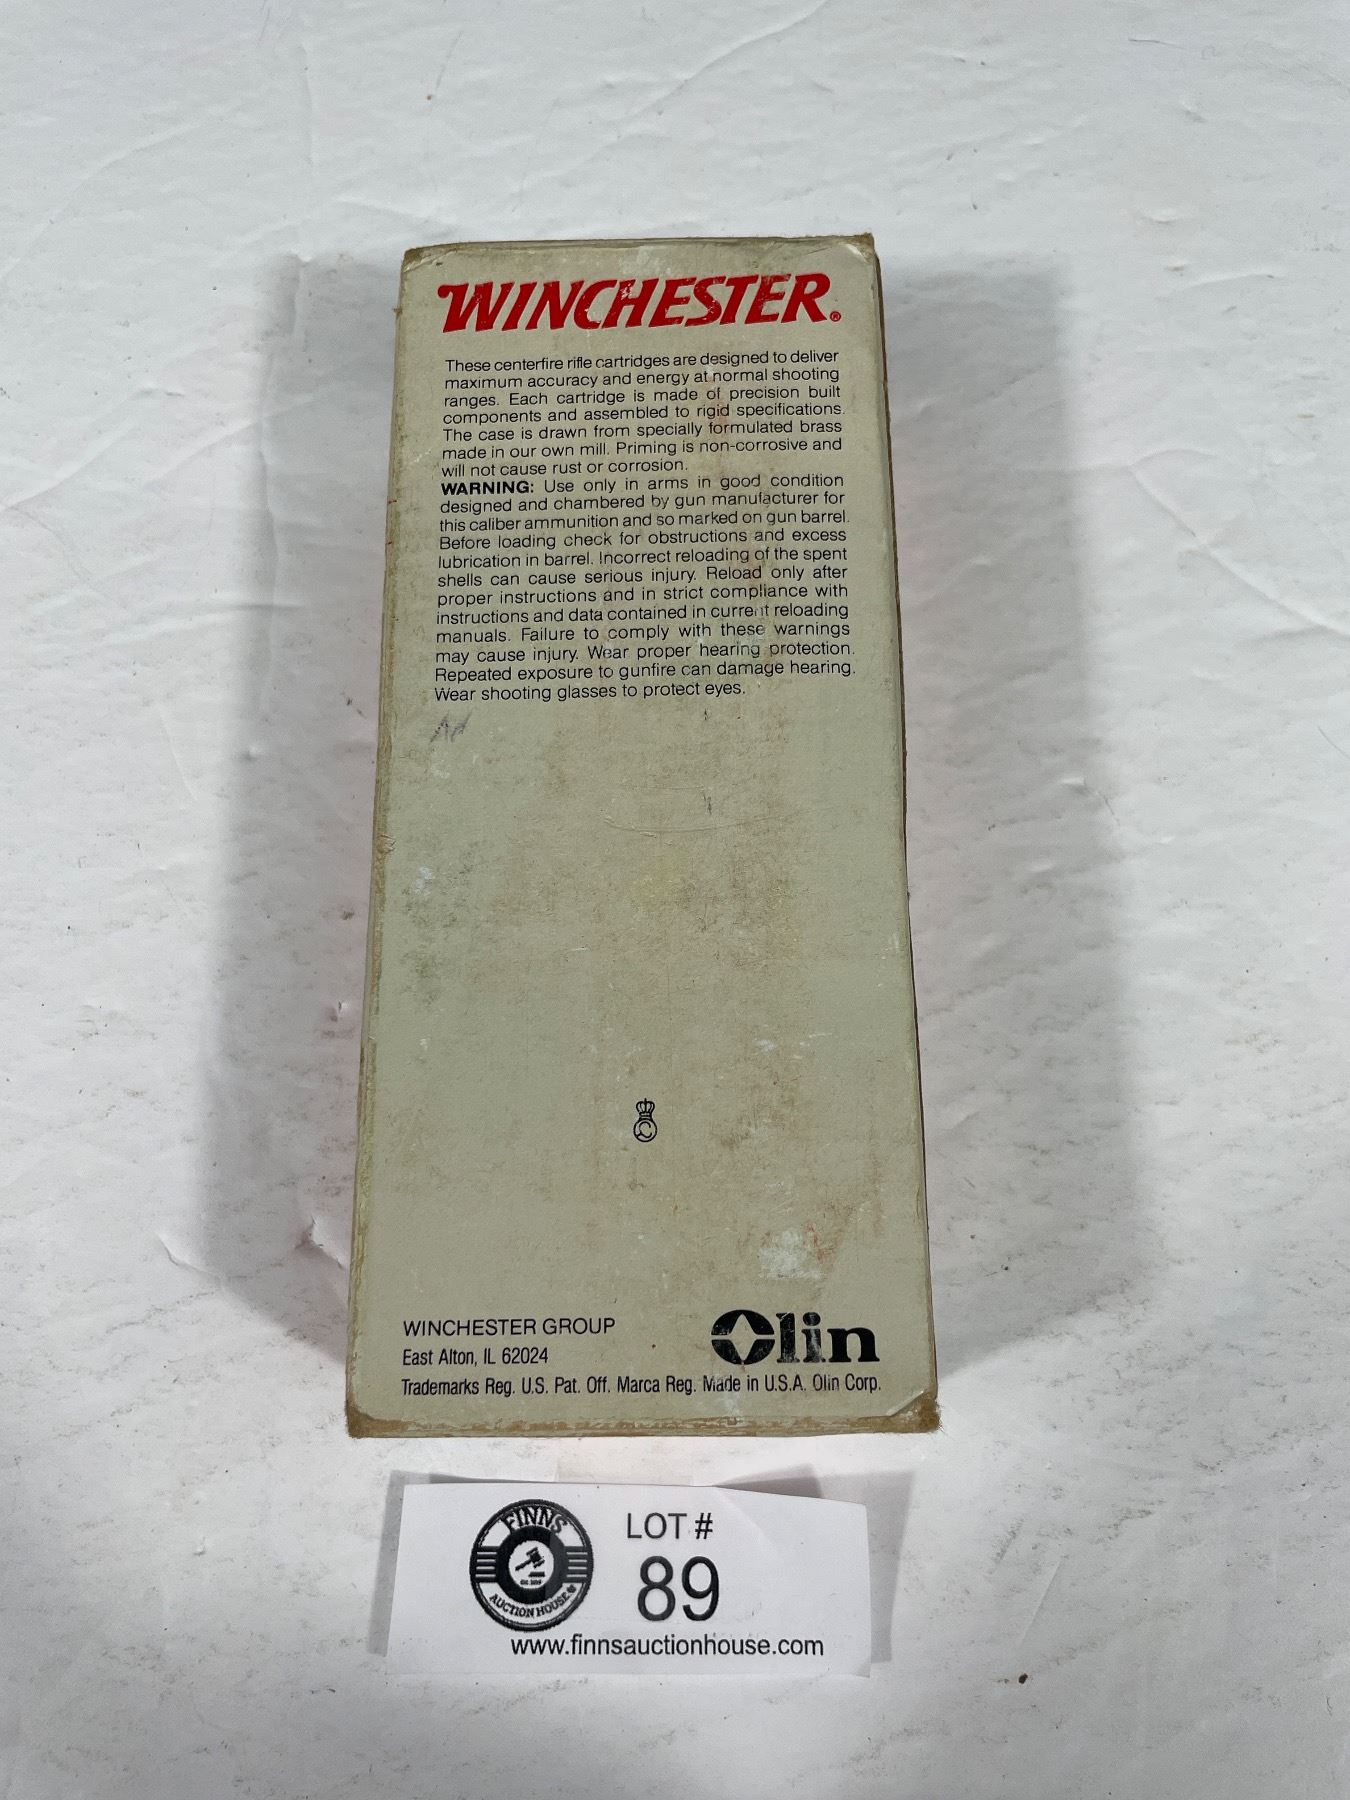 WINCHESTER®
These centerfire rifle cartridges are designed to deliver
maximum accuracy and energy at normal shooting
ranges. Each cartridge is made of precision built
components and assembled to rigid specifications.
The case is drawn from specially formulated brass
made in our own mill. Priming is non-corrosive and
will not cause rust or corrosion.
WARNING: Use only in arms in good condition
designed and chambered by gun manufacturer for
this caliber ammunition and so marked on gun barrel.
Before loading check for obstructions and excess
lubrication in barrel. Incorrect reloading of the spent
shells can cause serious injury. Reload only after
proper instructions and in strict compliance with
instructions and data contained in current reloading
manuals. Failure to comply with these warnings
may cause injury. Wear proper hearing protection.
Repeated exposure to gunfire can damage hearing.
Wear shooting glasses to protect eyes.
C
WINCHESTER GROUP
Olin
East Alton, IL 62024
Trademarks Reg. U.S. Pat. Off. Marca Reg. Made in U.S.A. Olin Corp.
FINNS
AUCTION HOUSE
LOT #
89
www.finnsauctionhouse.com